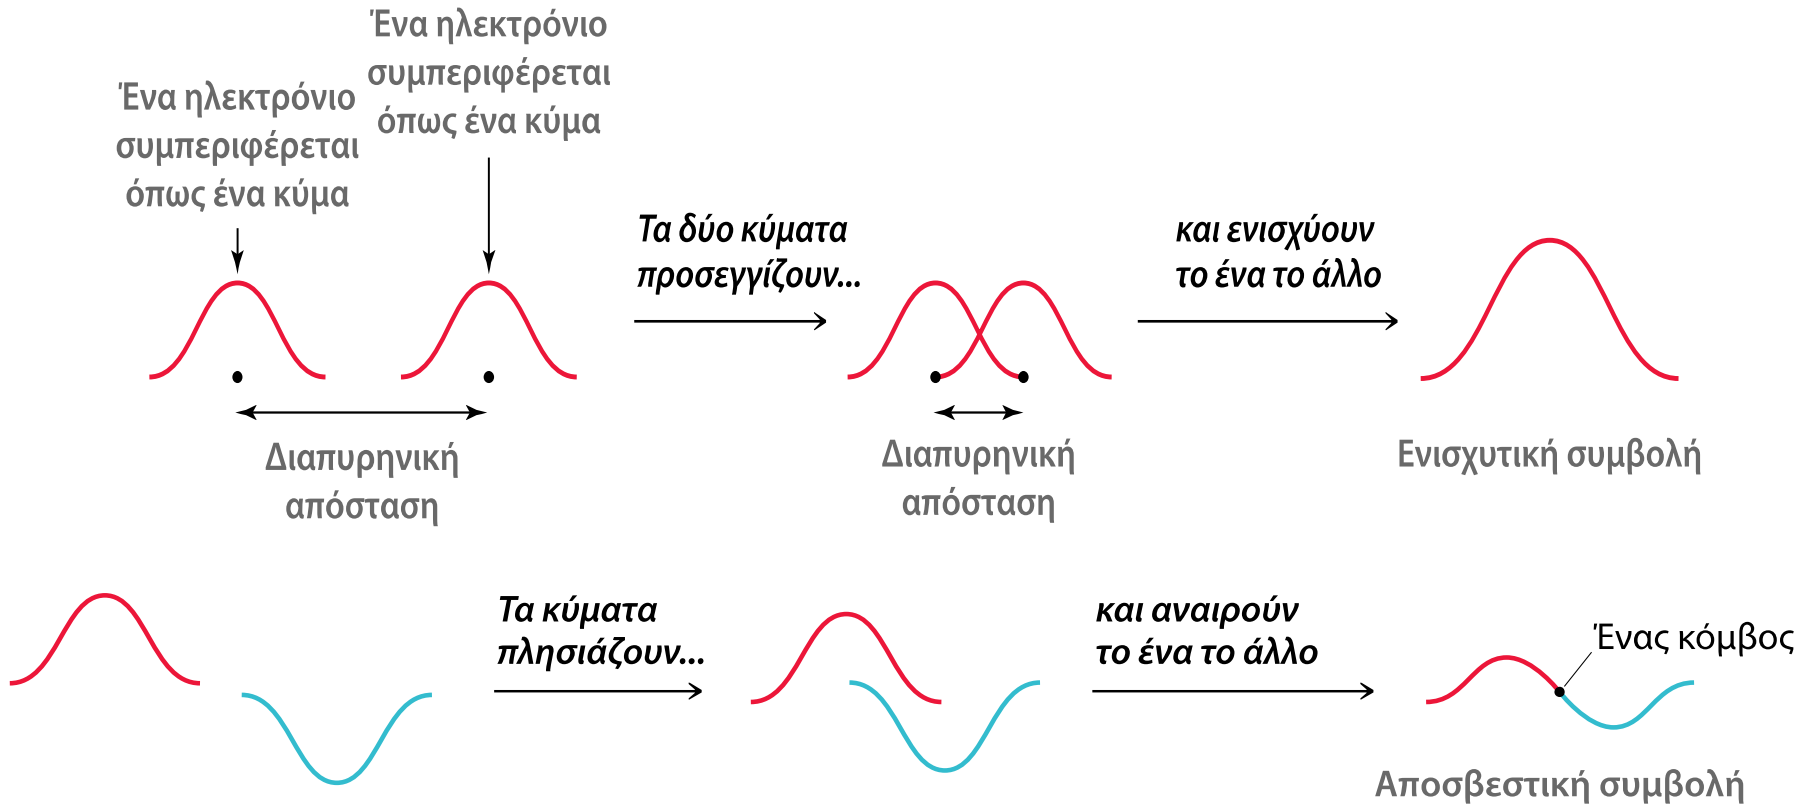 Ένα ηλεκτρόνιο
συμπεριφέρεται
όπως ένα κύμα
Ένα ηλεκτρόνιο
συμπεριφέρεται
όπως ένα κύμα
Τα δύο κύματα
προσεγγίζουν...
και ενισχύουν
το ένα το άλλο
Διαπυρηνική
απόσταση
Διαπυρηνική
απόσταση
Ενισχυτική συμβολή
Τα κύματα
πλησιάζουν...
και αναιρούν
το ένα το άλλο
Ένας κόμβος
Αποσβεστική συμβολή